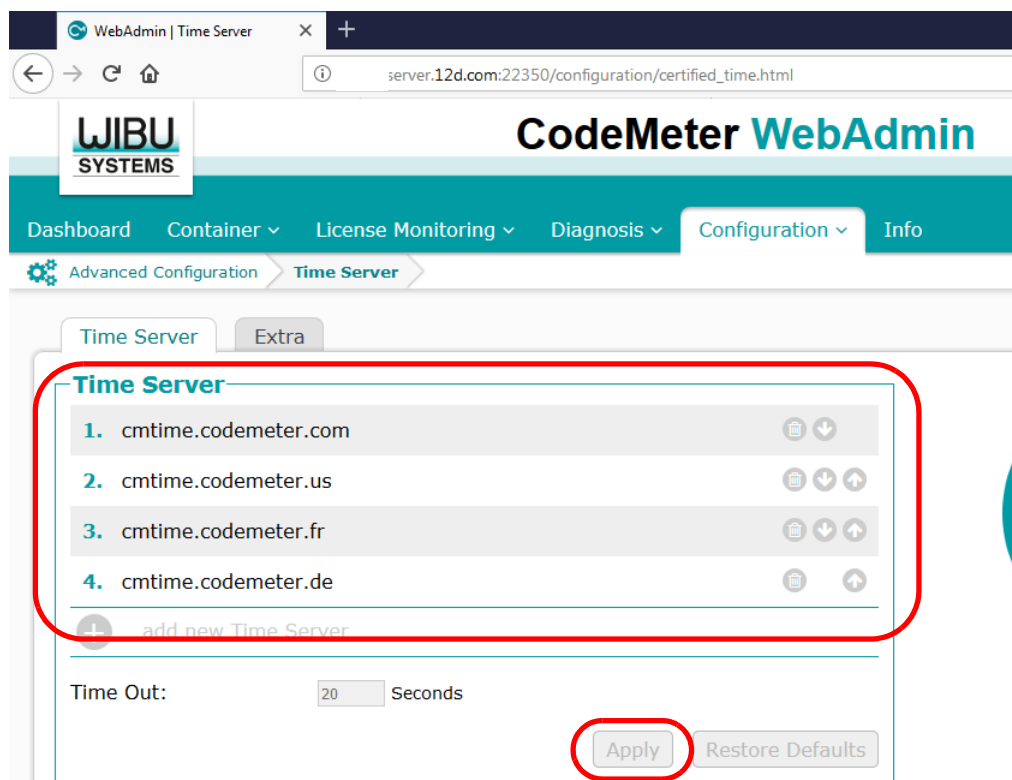 WebAdmin | Time Server
server.12d.com:22350/configuration/certified_time.html
WIBU
SYSTEMS
CodeMeter WebAdmin
Dashboard Container License Monitoring Diagnosis Configuration Info
Advanced Configuration Time Server
Time Server Extra
Time Server
1. cmtime.codemeter.com
2. cmtime.codemeter.us
3. cmtime.codemeter.fr
4. cmtime.codemeter.de
add new Time Server
Time Out: 20 Seconds
Apply Restore Defaults